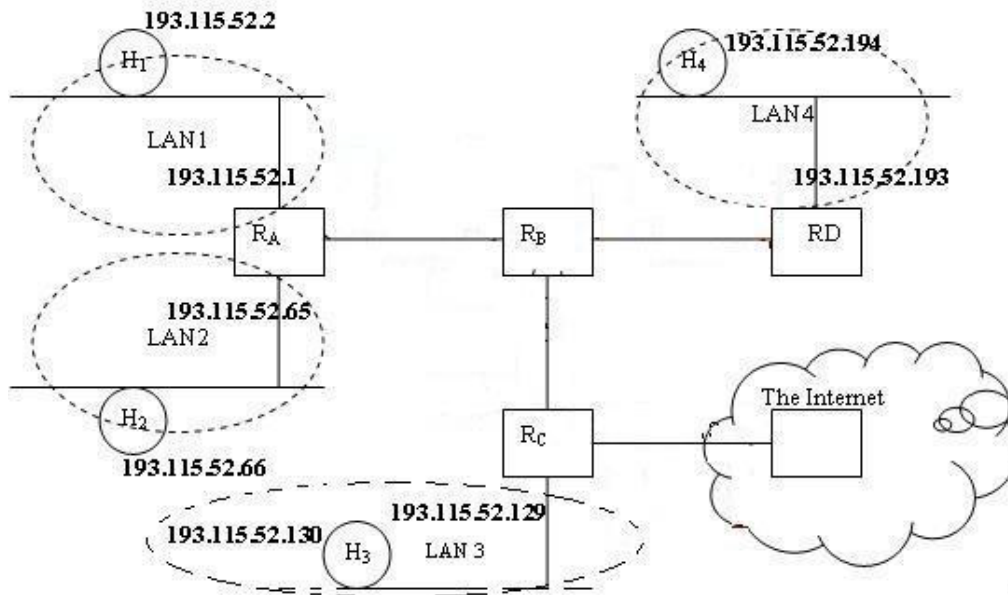 193.115.52.2
H1
LAN1
193.115.52.1
193.115.52.194
H4
LAN4
193.115.52.193
RA
RB
RD
193.115.52.65
LAN2
H2
193.115.52.66
The Internet
RC
193.115.52.129
193.115.52.130
H3
LAN 3